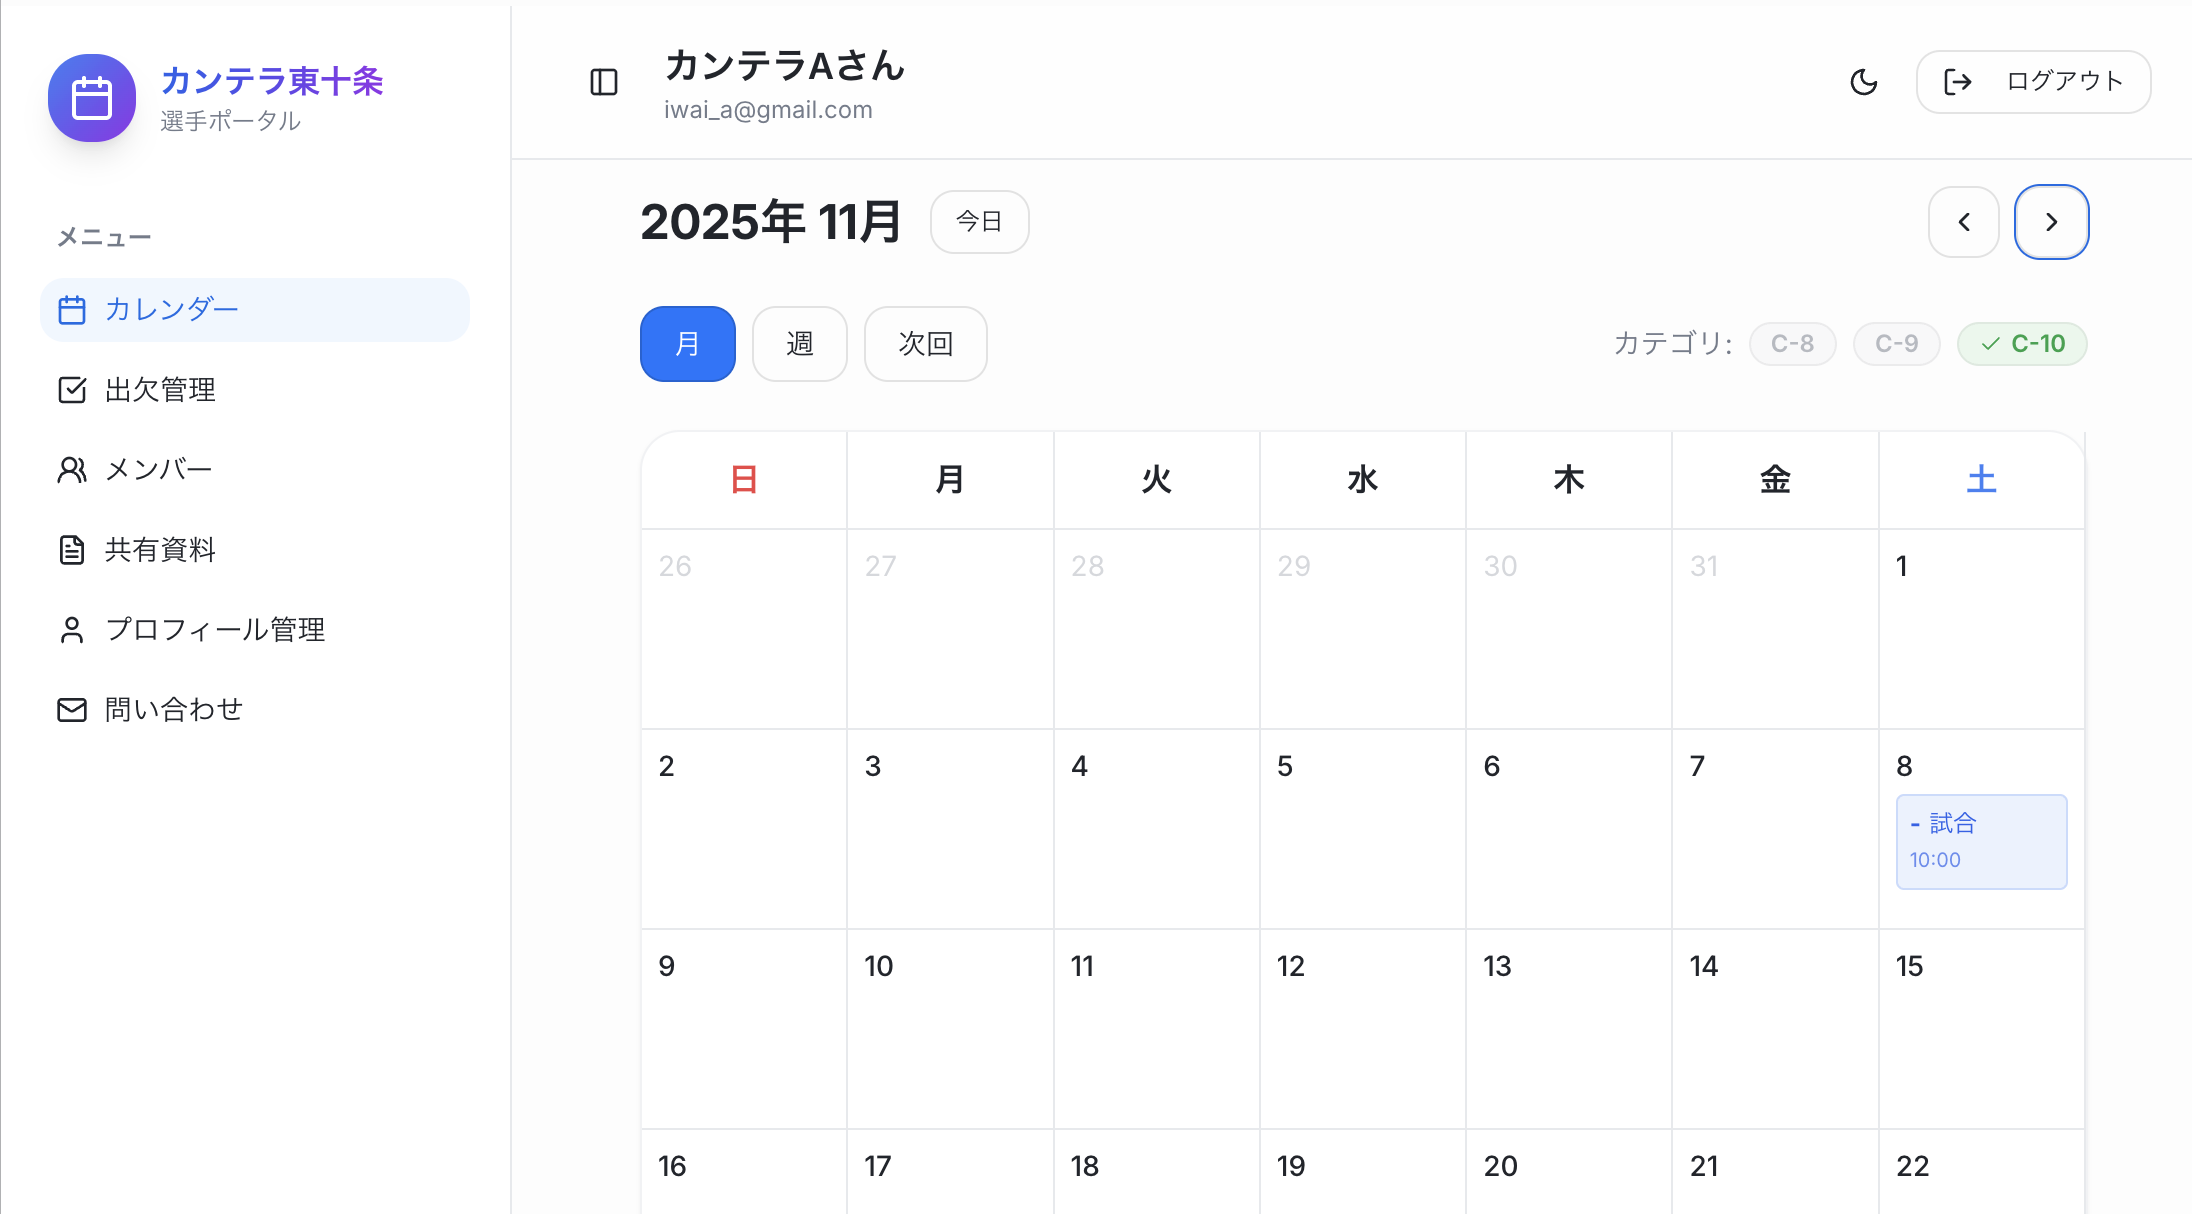 カンテラ東十条
選手ポータル
メニュー
カレンダー
出欠管理
メンバー
共有資料
プロフィール管理
問い合わせ
カンテラAさん
iwai_a@gmail.com
ログアウト
2025年 11月 今日
月 週 次回 カテゴリ: C-8 C-9 C-10
日 月 火 水 木 金 土
26 27 28 29 30 31 1
2 3 4 5 6 7 8
- 試合
10:00
9 10 11 12 13 14 15
16 17 18 19 20 21 22